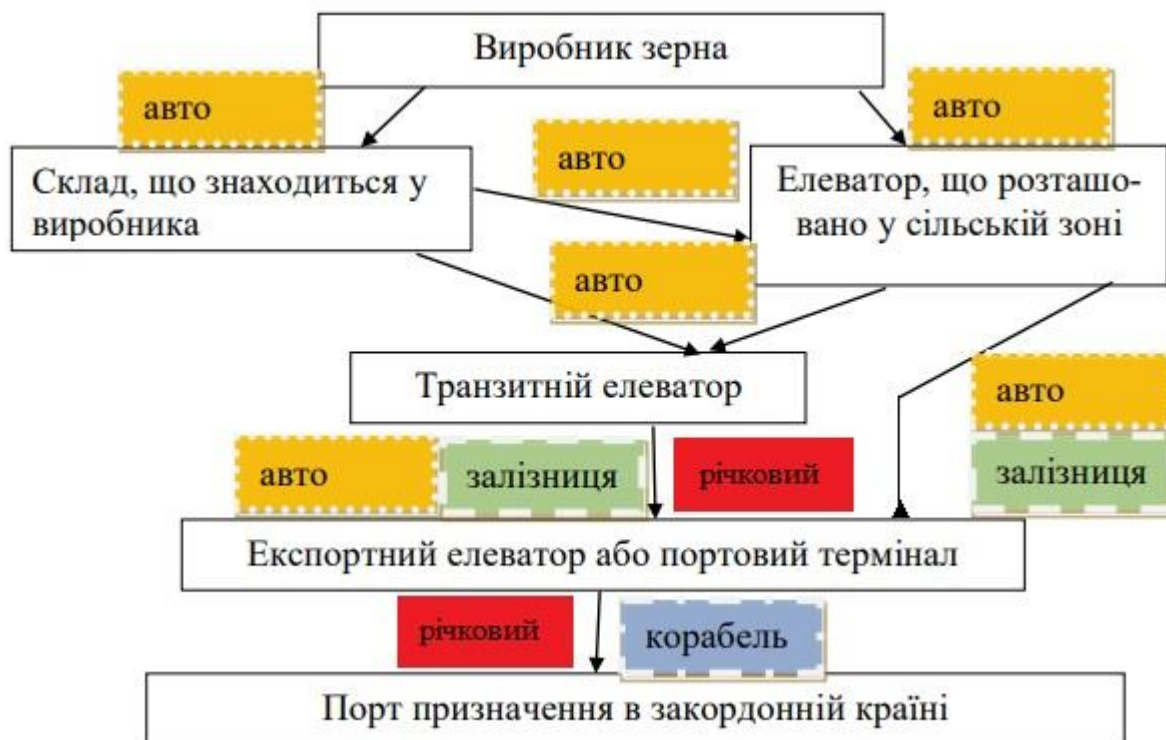 Виробник зерна
авто
авто
авто
Склад, що знаходиться у
виробника
Елеватор, що розташо-
вано у сільській зоні
авто
Транзитній елеватор
авто
авто
залізниця
річковий
залізниця
Експортний елеватор або портовий термінал
річковий
корабель
Порт призначення в закордонній країні